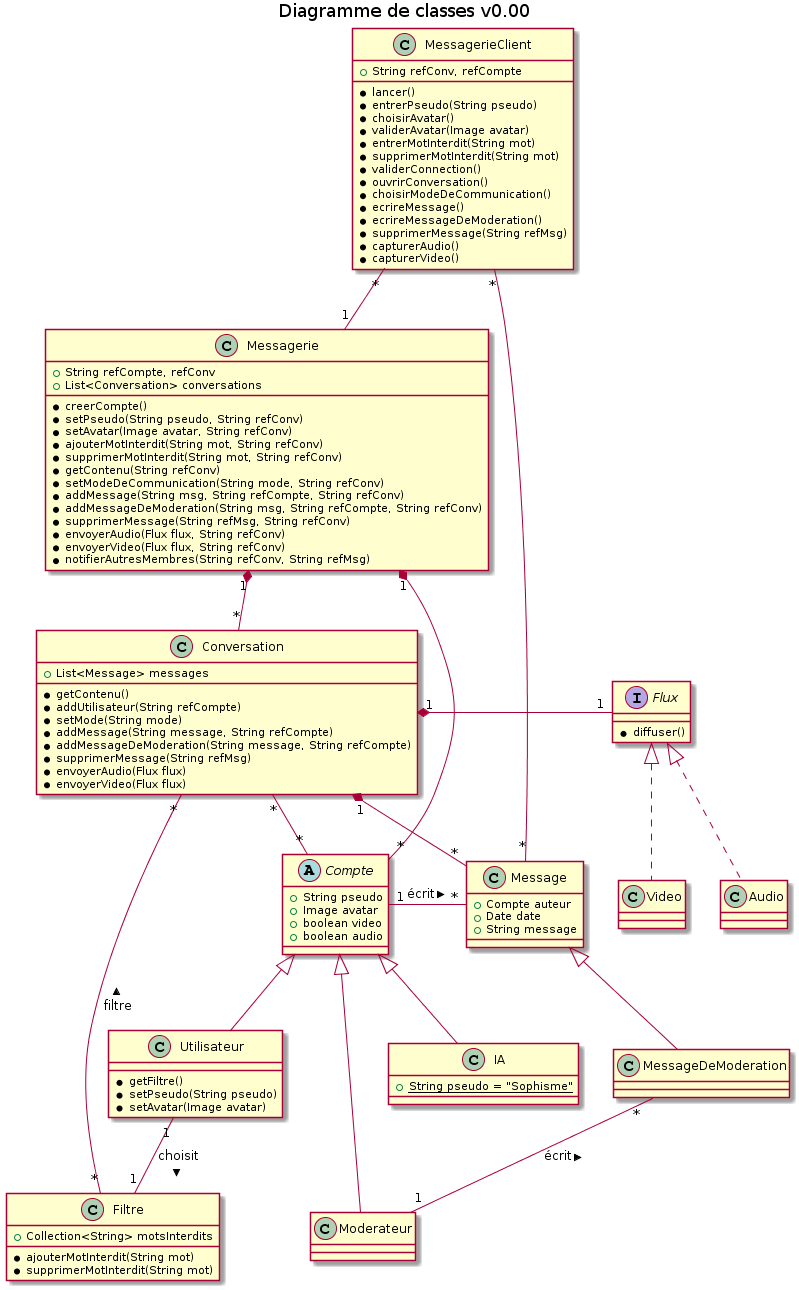 Diagramme de classes v0.00
C MessagerieClient
String refConv, refCompte
lancer()
entrerPseudo(String pseudo)
choisirAvatar()
validerAvatar(Image avatar)
entrerMotInterdit(String mot)
supprimerMotInterdit(String mot)
validerConnection()
ouvrirConversation()
choisirModeDeCommunication()
ecrireMessage()
ecrireMessageDeModeration()
supprimerMessage(String refMsg)
capturerAudio()
capturerVideo()
* *
1
C Messagerie
String refCompte, refConv
List<Conversation> conversations
creerCompte()
setPseudo(String pseudo, String refConv)
setAvatar(Image avatar, String refConv)
ajouterMotInterdit(String mot, String refConv)
supprimerMotInterdit(String mot, String refConv)
getContenu(String refConv)
setModeDeCommunication(String mode, String refConv)
addMessage(String msg, String refCompte, String refConv)
addMessageDeModeration(String msg, String refCompte, String refConv)
supprimerMessage(String refMsg, String refConv)
envoyerAudio(Flux flux, String refConv)
envoyerVideo(Flux flux, String refConv)
notifierAutresMembres(String refConv, String refMsg)
1 1
*
C Conversation
List<Message> messages
getContenu()
addUtilisateur(String refCompte)
setMode(String mode)
addMessage(String message, String refCompte)
addMessageDeModeration(String message, String refCompte)
supprimerMessage(String refMsg)
envoyerAudio(Flux flux)
envoyerVideo(Flux flux)
1 1
I Flux
diffuser()
* * 1
* * * *
A Compte
String pseudo
Image avatar
boolean video
boolean audio
1 écrit ▶ *
C Message
Compte auteur
Date date
String message
C Video
C Audio
▲
filtre
C Utilisateur
getFiltre()
setPseudo(String pseudo)
setAvatar(Image avatar)
C IA
String pseudo = "Sophisme"
C MessageDeModeration
1
choisit
▼
* 1
*
écrit ▶
1
C Filtre
Collection<String> motsInterdits
ajouterMotInterdit(String mot)
supprimerMotInterdit(String mot)
C Moderateur